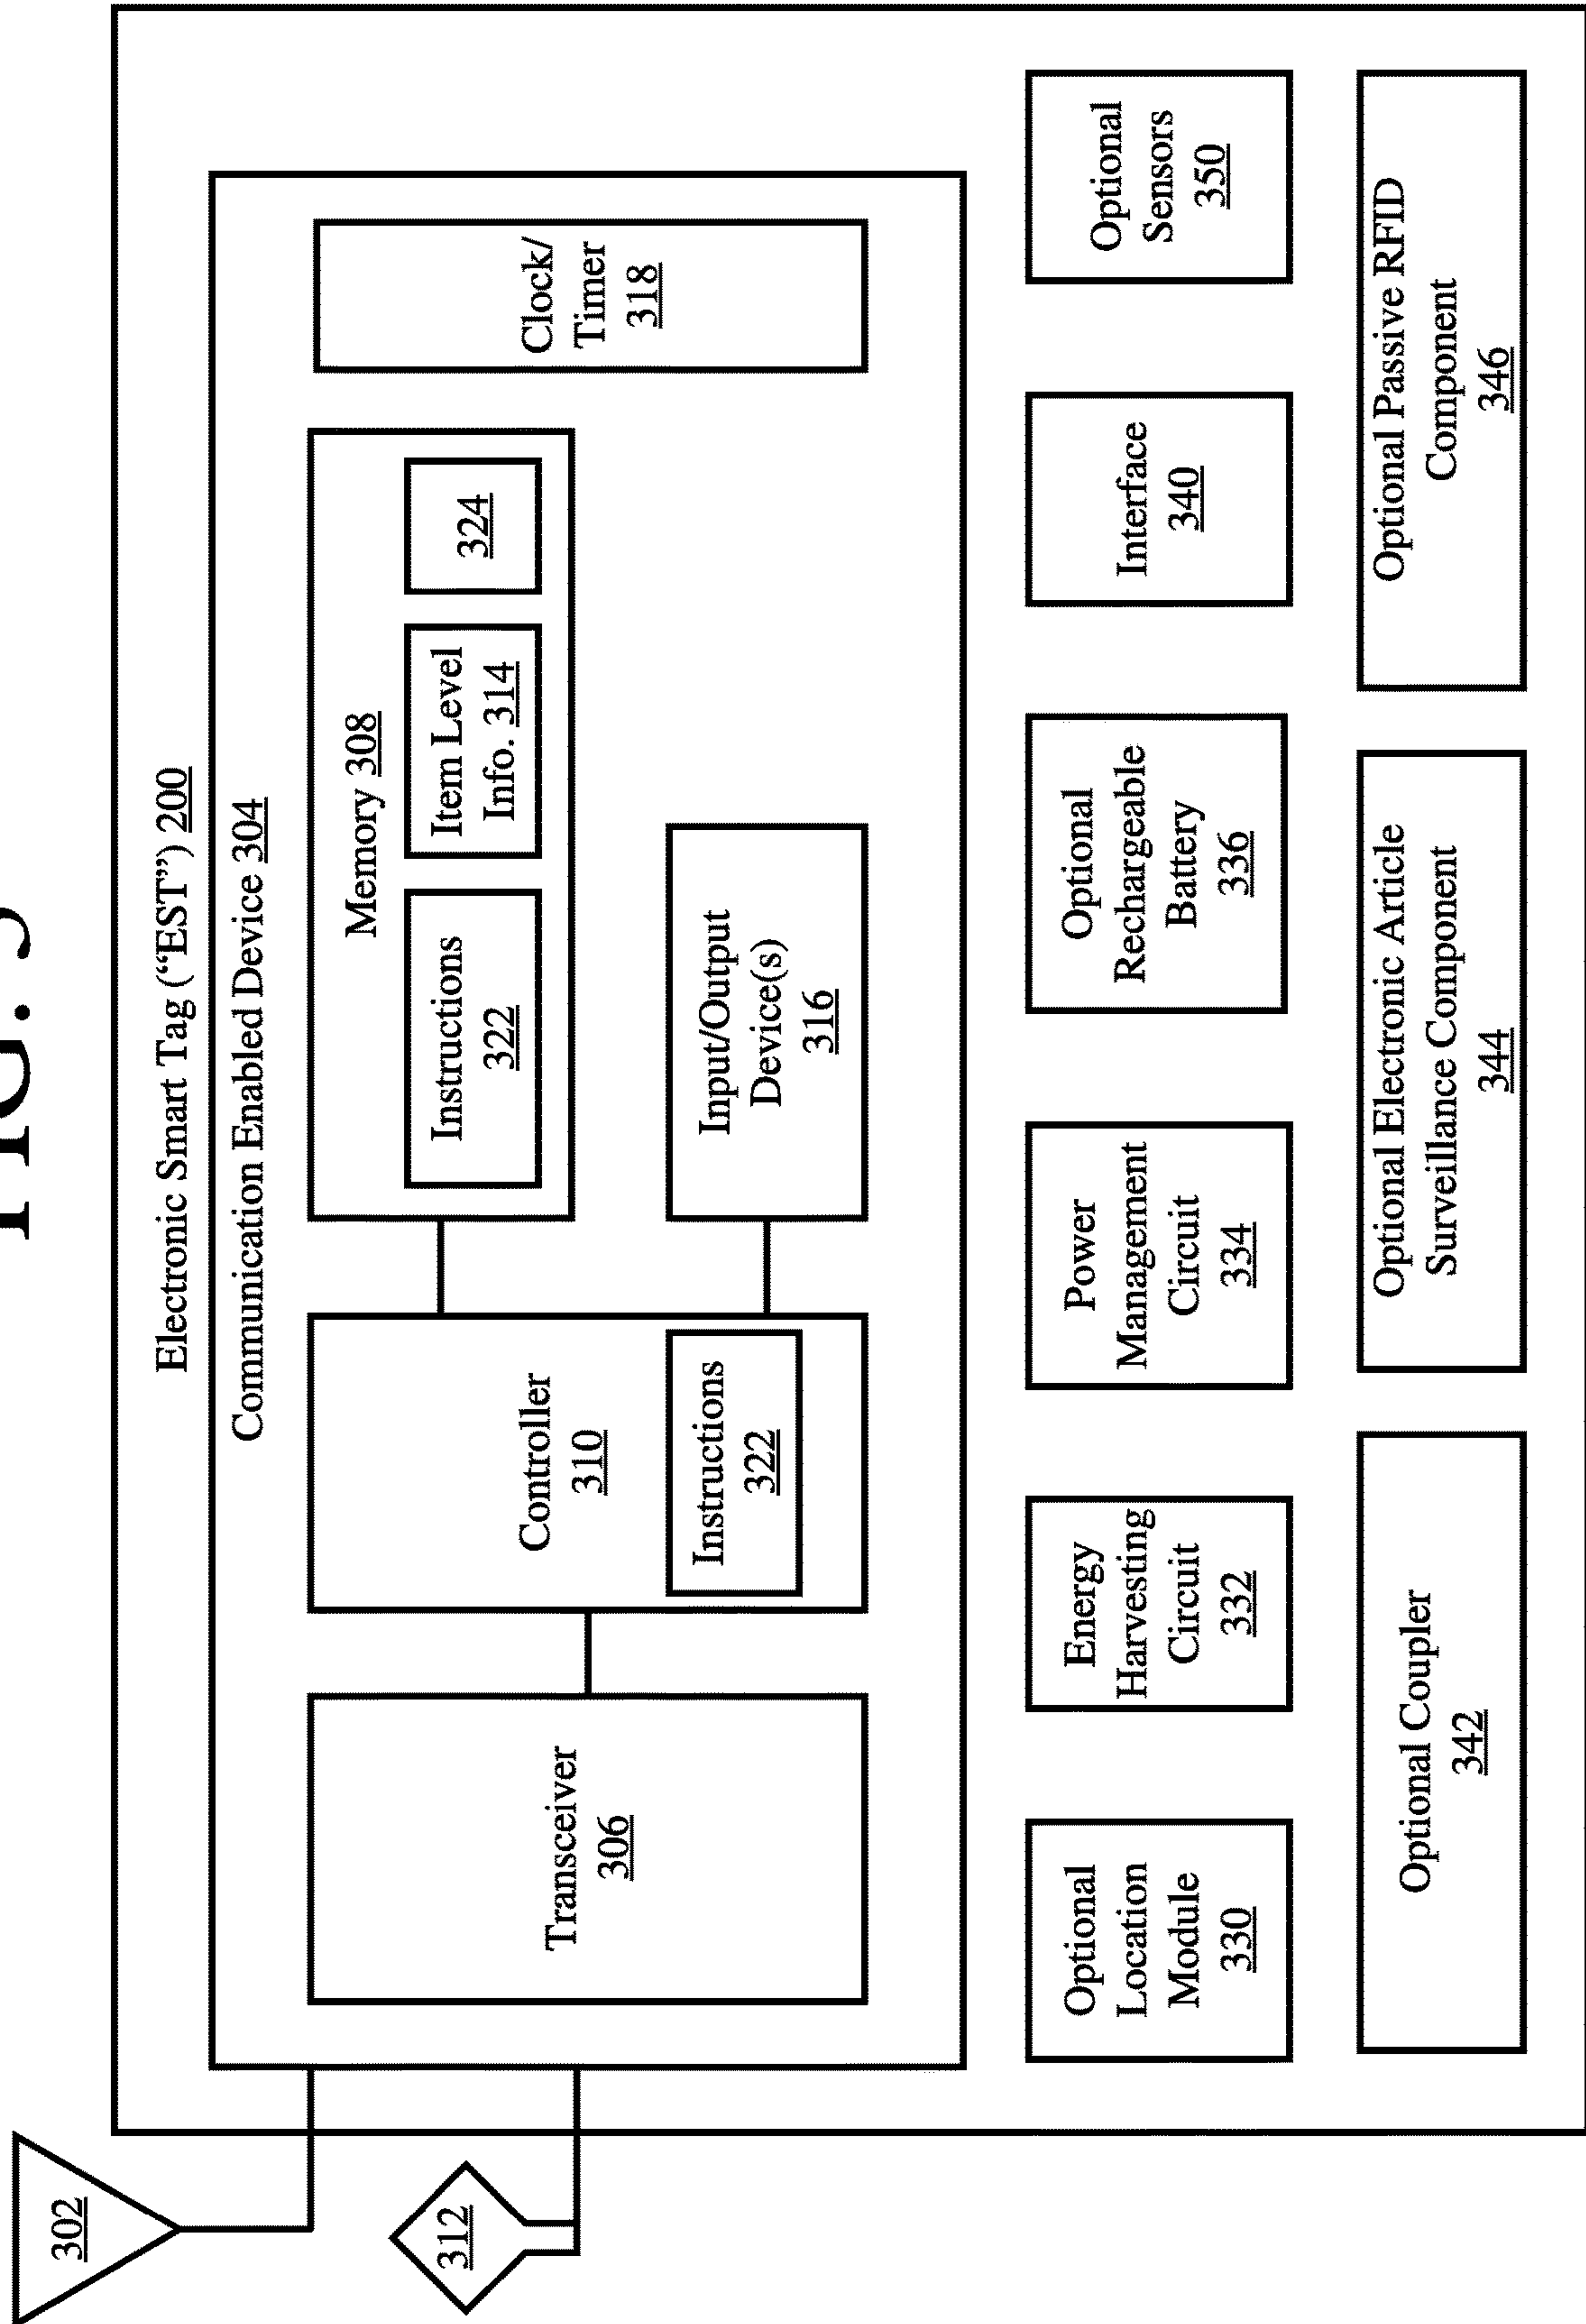 FIG.
302
312
Electronic Smart Tag (“EST”) 200
Communication Enabled Device 304
Transceiver
306
Controller
310
Instructions
322
Memory 308
Instructions
322
Item Level
Info. 314
324
Input/Output
Device(s)
316
Clock/
Timer
318
Optional
Location
Module
330
Energy
Harvesting
Circuit
332
Power
Management
Circuit
334
Optional
Rechargeable
Battery
336
Interface
340
Optional
Sensors
350
Optional Coupler
342
Optional Electronic Article
Surveillance Component
344
Optional Passive RFID
Component
346